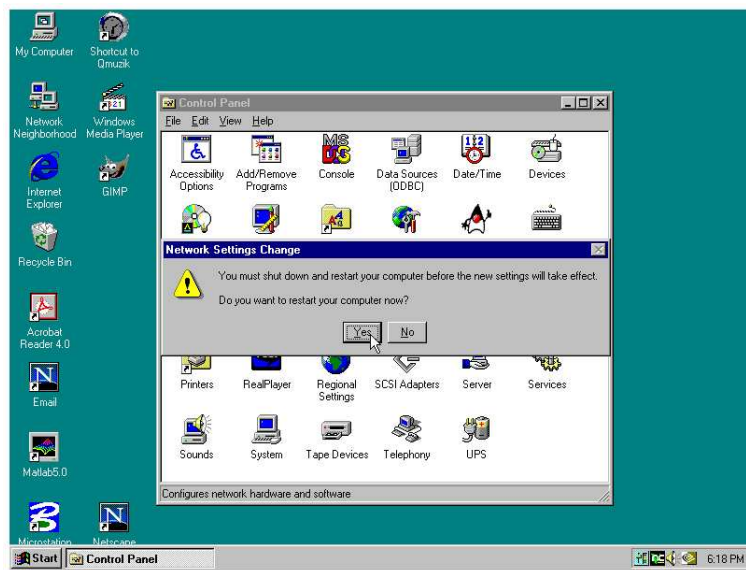 My Computer
Shortcut to
Qmuzik
Network
Neighborhood
Windows
Media Player
Internet
Explorer
GIMP
Recycle Bin
Acrobat
Reader 4.0
Email
Matlab5.0
Microstation
Netscape
Control Panel
File Edit View Help
Accessibility
Options
Add/Remove
Programs
MS
DOS
Console
Data Sources
(ODBC)
Date/Time
Devices
Network Settings Change
You must shut down and restart your computer before the new settings will take effect.
Do you want to restart your computer now?
Yes No
Printers
RealPlayer
Regional
Settings
SCSI Adapters
Server
Services
Sounds
System
Tape Devices
Telephony
UPS
Configures network hardware and software
Start Control Panel 6:18 PM